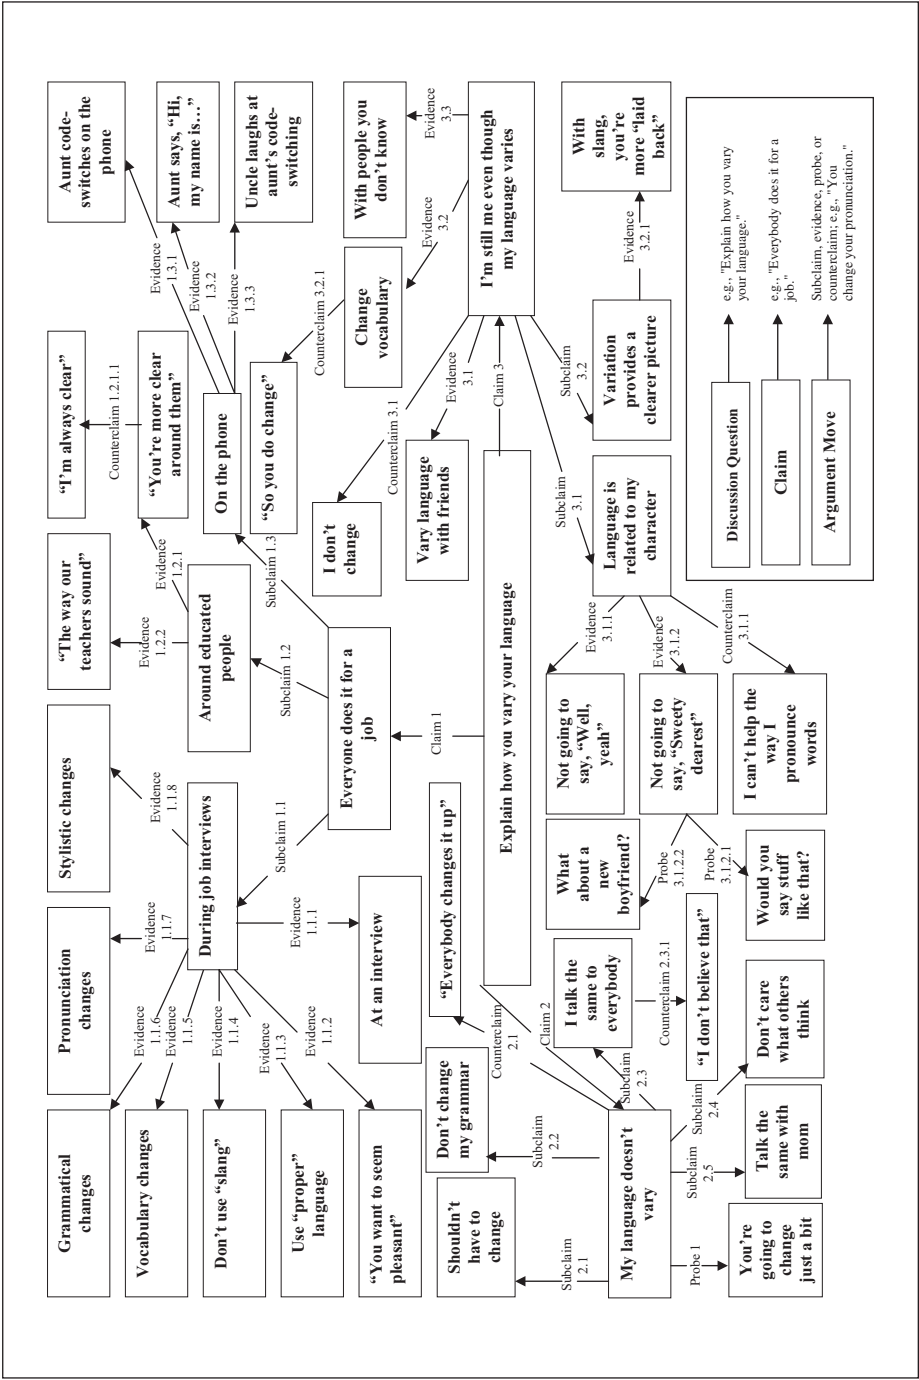 Grammatical
changes
Pronunciation
changes
Stylistic changes
“The way our
teachers sound”
“I’m always clear”
Aunt code-
switches on the
phone
Vocabulary changes
Evidence
1.1.6
Evidence
1.1.5
Evidence
1.1.7
Evidence
1.1.8
Evidence
1.2.2
Evidence
1.2.1
Counterclaim 1.2.1.1
“You’re more clear
around them”
Evidence
1.3.1
Aunt says, “Hi,
my name is…”
Don’t use “slang”
Evidence
1.1.4
During job interviews
Around educated
people
On the phone
Evidence
1.3.2
Evidence
1.3.3
Uncle laughs at
aunt’s code-
switching
Use “proper”
language
Evidence
1.1.3
Evidence
1.1.2
Evidence
1.1.1
Subclaim 1.1
Subclaim 1.2
Subclaim 1.3
“So you do change”
“You want to seem
pleasant”
At an interview
Everyone does it for a
job
I don’t
change
Counterclaim 3.2.1
Change
vocabulary
With people you
don’t know
Shouldn’t
have to
change
Don’t change
my grammar
“Everybody changes it up”
Claim 1
Vary language
with friends
Counterclaim 3.1
Evidence
3.1
Evidence
3.2
Evidence
3.3
Counterclaim
2.1
Explain how you vary your language
Claim 3
I’m still me even though
my language varies
Subclaim
2.1
Subclaim
2.2
Claim 2
I talk the
same to
everybody
What
about a
new
boyfriend?
Not going to
say, “Well,
yeah”
Evidence
3.1.1
Subclaim
3.1
Subclaim
3.2
My language doesn’t
vary
Subclaim
2.3
Counterclaim 2.3.1
Language is
related to my
character
Variation
provides a
clearer picture
Evidence
3.2.1
With
slang,
you’re
more “laid
back”
Probe 1
Subclaim
2.5
Subclaim
2.4
“I don’t believe that”
Probe
3.1.2.2
Probe
3.1.2.1
Not going to
say, “Sweety
dearest”
Evidence
3.1.2
Counterclaim
3.1.1
You’re
going to
change
just a bit
Talk the
same with
mom
Don’t care
what others
think
Would you
say stuff
like that?
I can’t help the
way I
pronounce
words
Discussion Question
e.g., "Explain how you vary
your language."
Claim
e.g., "Everybody does it for a
job."
Argument Move
Subclaim, evidence, probe, or
counterclaim; e.g., "You
change your pronunciation."